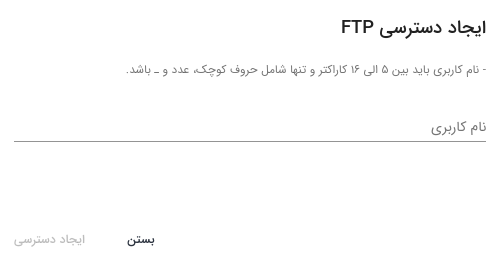 ایجاد دسترسی FTP
- نام کاربری باید بین ۵ الی ۱۶ کاراکتر و تنها شامل حروف کوچک، عدد و _ باشد.
نام کاربری
بستن
ایجاد دسترسی